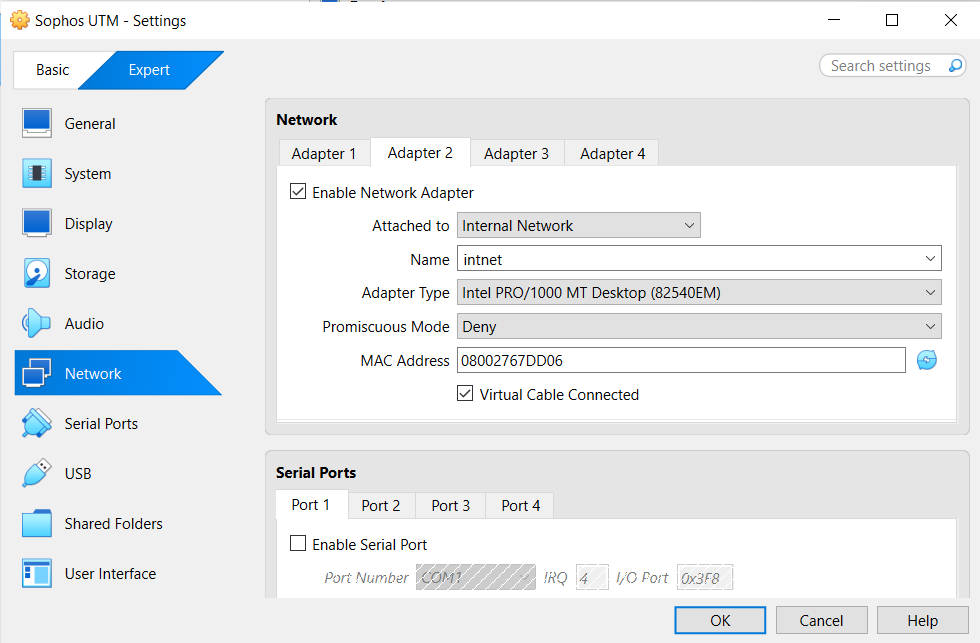 Sophos UTM - Settings
Basic Expert Search settings
General
System
Display
Storage
Audio
Network
Serial Ports
USB
Shared Folders
User Interface
Network
Adapter 1 Adapter 2 Adapter 3 Adapter 4
Enable Network Adapter
Attached to Internal Network
Name intnet
Adapter Type Intel PRO/1000 MT Desktop (82540EM)
Promiscuous Mode Deny
MAC Address 08002767DD06
Virtual Cable Connected
Serial Ports
Port 1 Port 2 Port 3 Port 4
Enable Serial Port
Port Number COM1 IRQ 4 I/O Port 0x3F8
OK Cancel Help